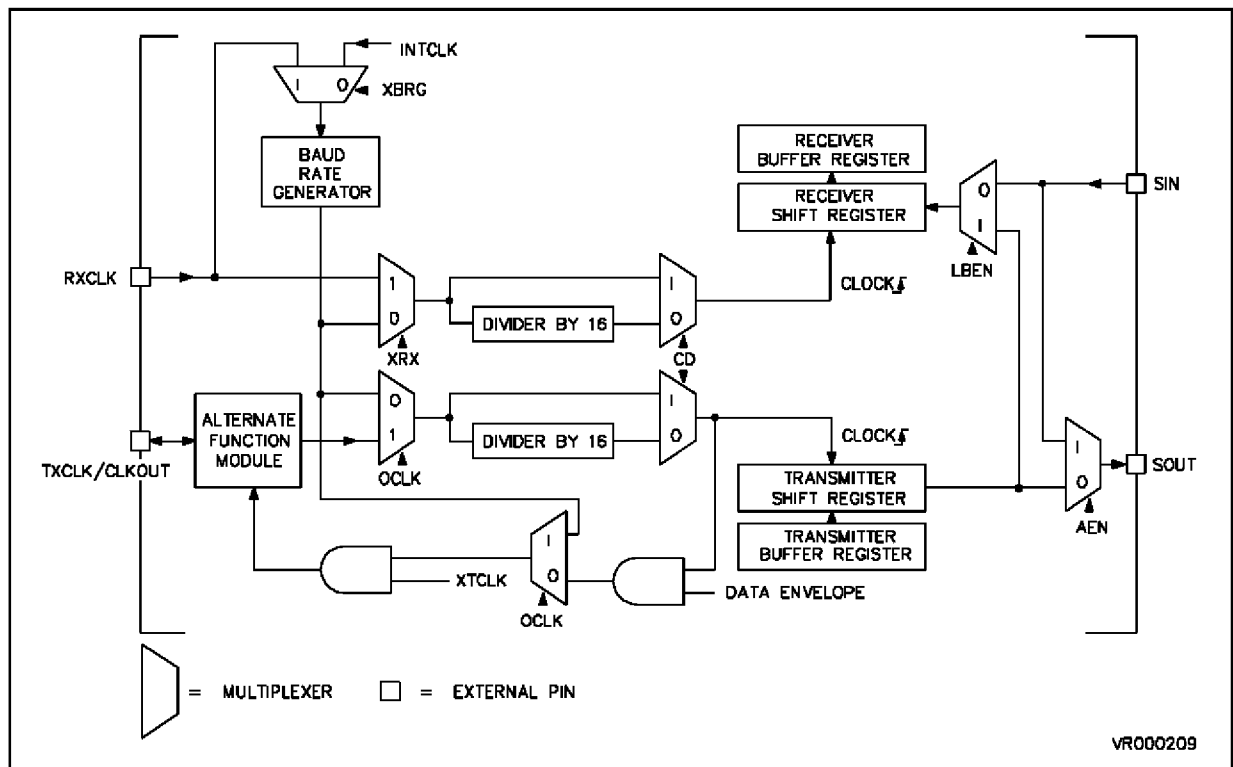 INTCLK
I O
XBRG
BAUD
RATE
GENERATOR
RECEIVER
BUFFER REGISTER
RECEIVER
SHIFT REGISTER
O
I
LBEN
SIN
RXCLK
1
0
XRX
DIVIDER BY 16
I
O
CD
CLOCK
ALTERNATE
FUNCTION
MODULE
TXCLK/CLKOUT
0
1
OCLK
DIVIDER BY 16
I
O
CLOCK
TRANSMITTER
SHIFT REGISTER
TRANSMITTER
BUFFER REGISTER
I
O
AEN
SOUT
XTCLK
I
O
OCLK
DATA ENVELOPE
= MULTIPLEXER
= EXTERNAL PIN
VR000209